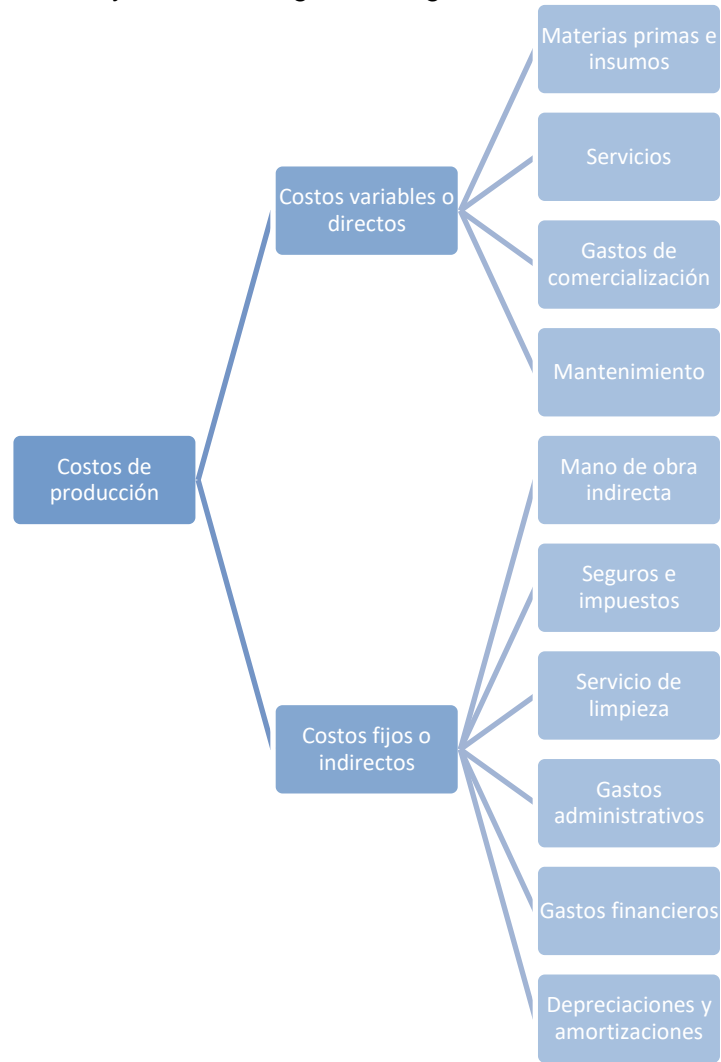 Materias primas e
insumos
Servicios
Costos variables o
directos
Gastos de
comercialización
Mantenimiento
Costos de
producción
Mano de obra
indirecta
Seguros e
impuestos
Servicio de
limpieza
Costos fijos o
indirectos
Gastos
administrativos
Gastos financieros
Depreciaciones y
amortizaciones